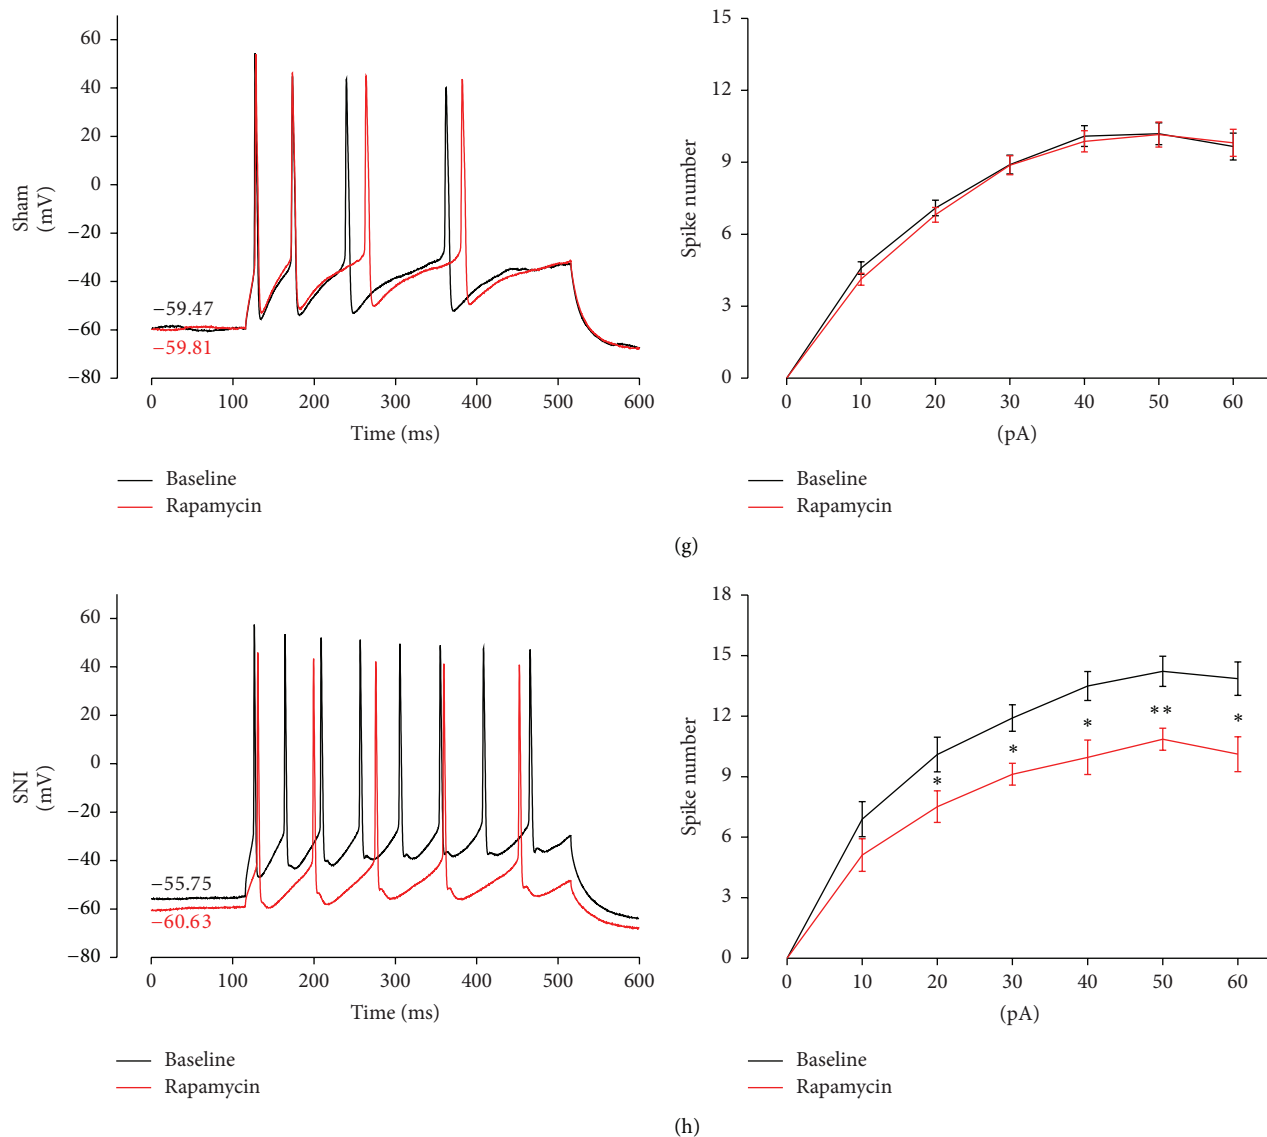 60
40
20
0
−20
−40
−60
−80
Sham
(mV)
−59.47
−59.81
0 100 200 300 400 500 600
Time (ms)
Baseline
Rapamycin
15
12
9
6
3
0
Spike number
0 10 20 30 40 50 60
(pA)
Baseline
Rapamycin
(g)
60
40
20
0
−20
−40
−60
−80
SNI
(mV)
−55.75
−60.63
0 100 200 300 400 500 600
Time (ms)
Baseline
Rapamycin
18
15
12
9
6
3
0
Spike number
* * * ** *
0 10 20 30 40 50 60
(pA)
Baseline
Rapamycin
(h)